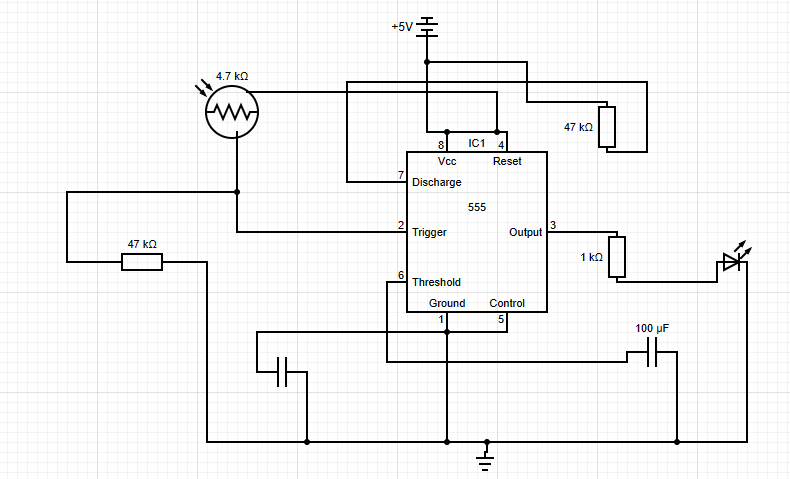 +5V
4.7 kΩ
47 kΩ
8 IC1 4
Vcc Reset
7 Discharge
555
2 Trigger Output 3
47 kΩ
1 kΩ
6 Threshold
Ground Control
1 5
100 µF